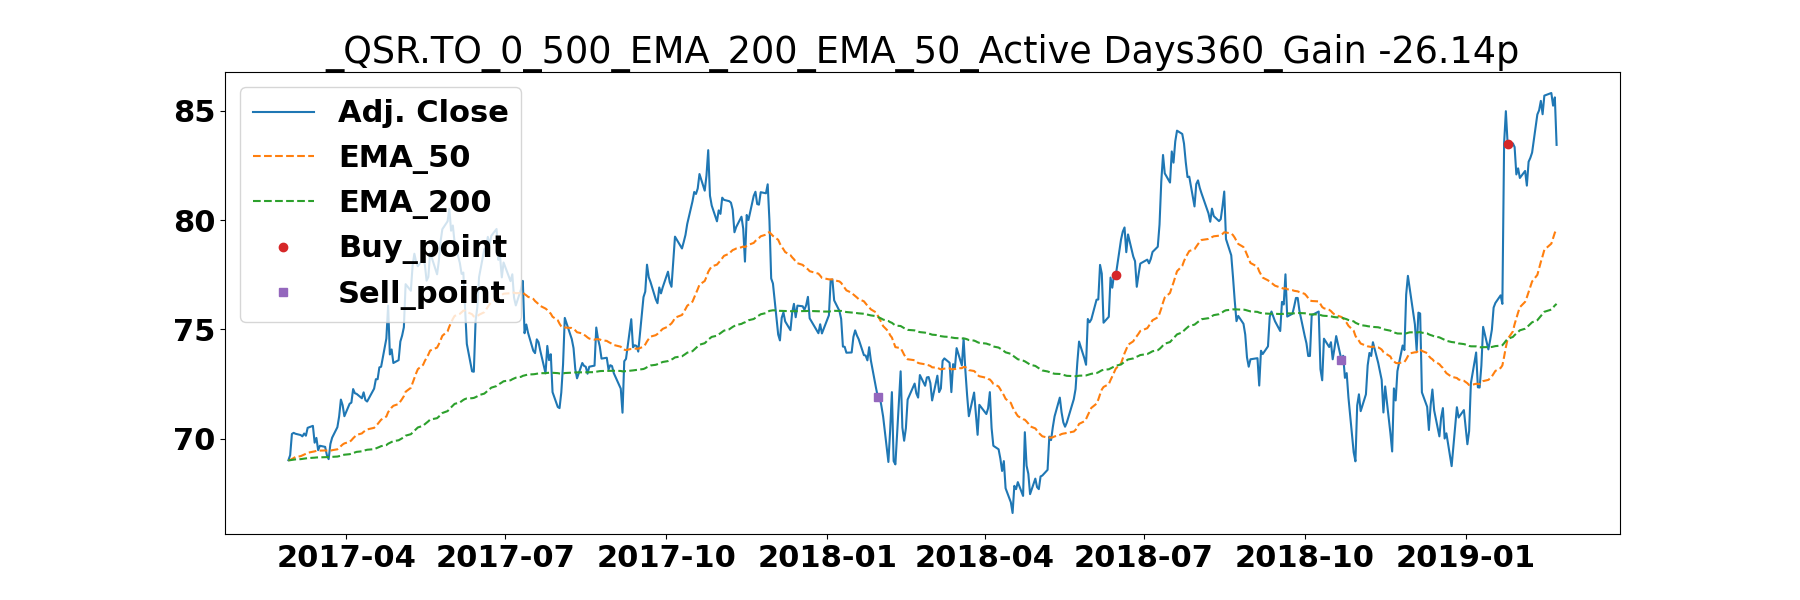 _QSR.TO_0_500_EMA_200_EMA_50_Active Days360_Gain -26.14p
Adj. Close
EMA_50
EMA_200
Buy_point
Sell_point
85
80
75
70
2017-04 2017-07 2017-10 2018-01 2018-04 2018-07 2018-10 2019-01